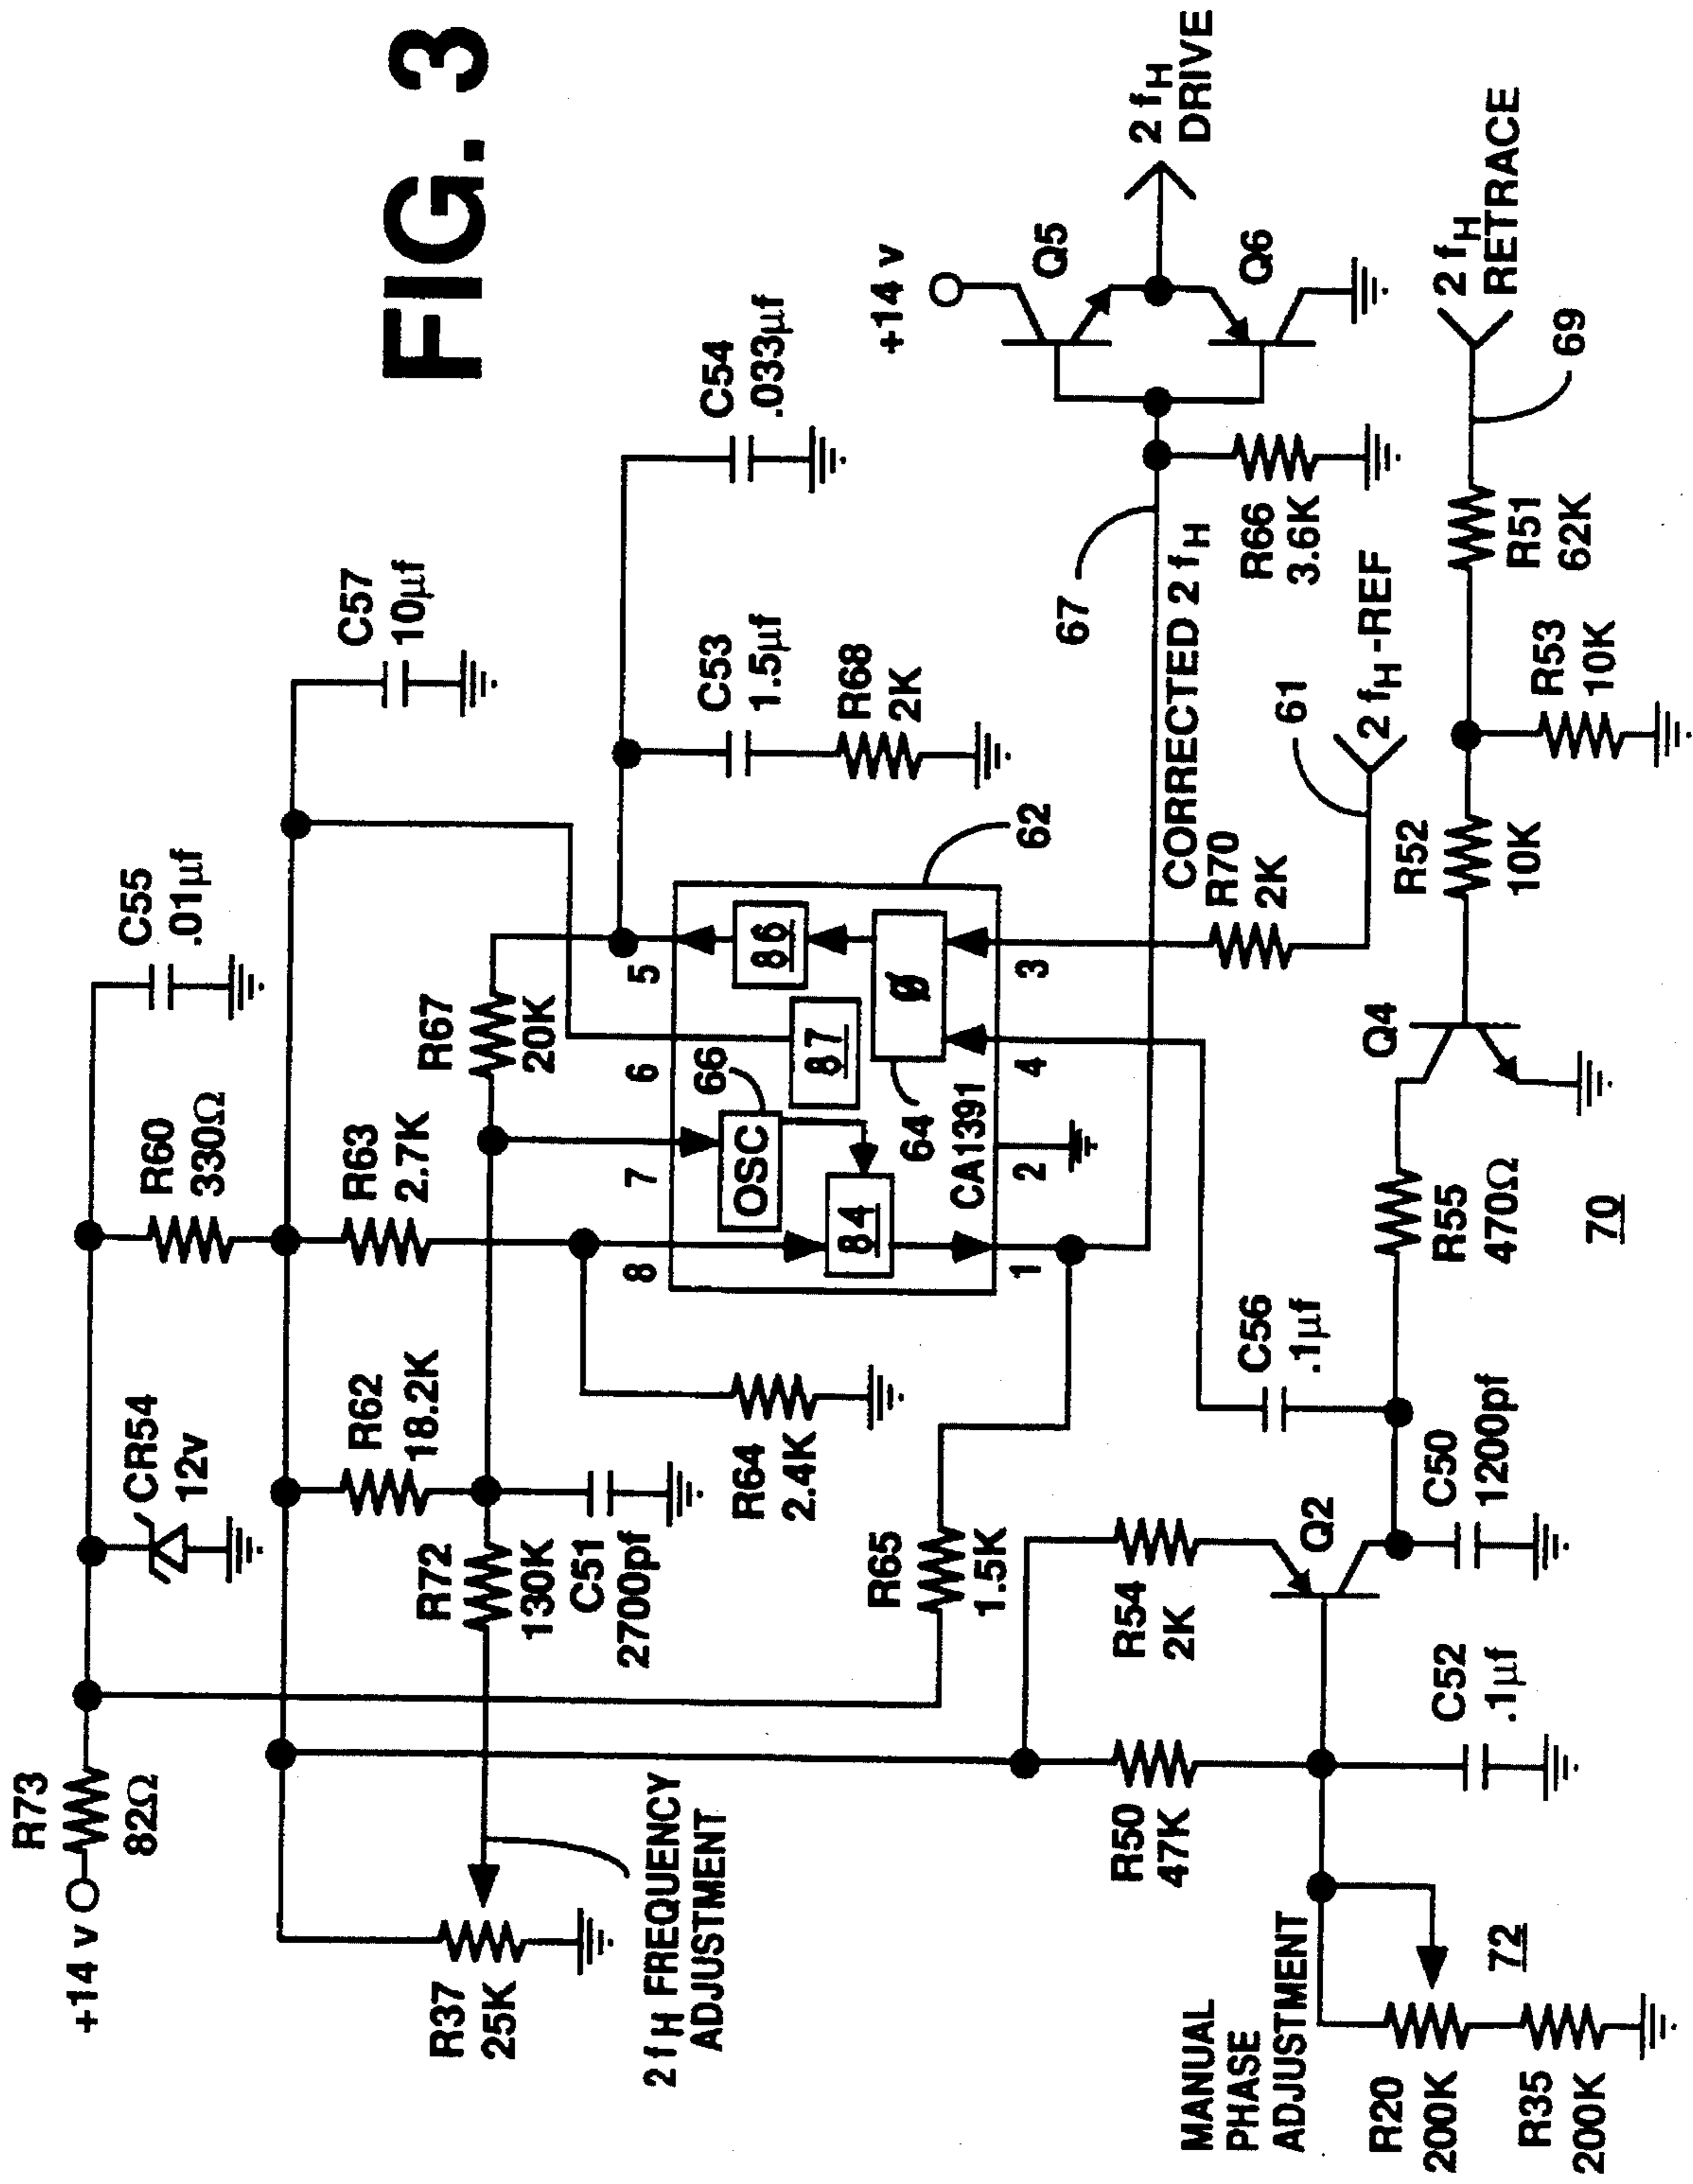 FIG. 3
+14 v
R73
82Ω
CR54
12v
R60
330Ω
C55
.01µf
C57
10µf
R37
25K
2 fH FREQUENCY
ADJUSTMENT
R72
130K
R62
18.2K
C51
2700pf
R63
2.7K
R67
20K
R64
2.4K
R65
1.5K
8
7
6
5
OSC
66
84
87
86
ø
64
CA1391
1
2
4
3
62
C53
1.5µf
R68
2K
C54
.033µf
+14 v
Q5
Q6
2 fH
DRIVE
67
CORRECTED 2 fH
R66
3.6K
R70
2K
61
2 fH-REF
MANUAL
PHASE
ADJUSTMENT
R20
200K
R35
200K
72
R50
47K
R54
2K
C52
.1µf
Q2
C50
1200pf
C56
.1µf
R55
470Ω
70
Q4
R52
10K
R53
10K
R51
62K
69
2 fH
RETRACE